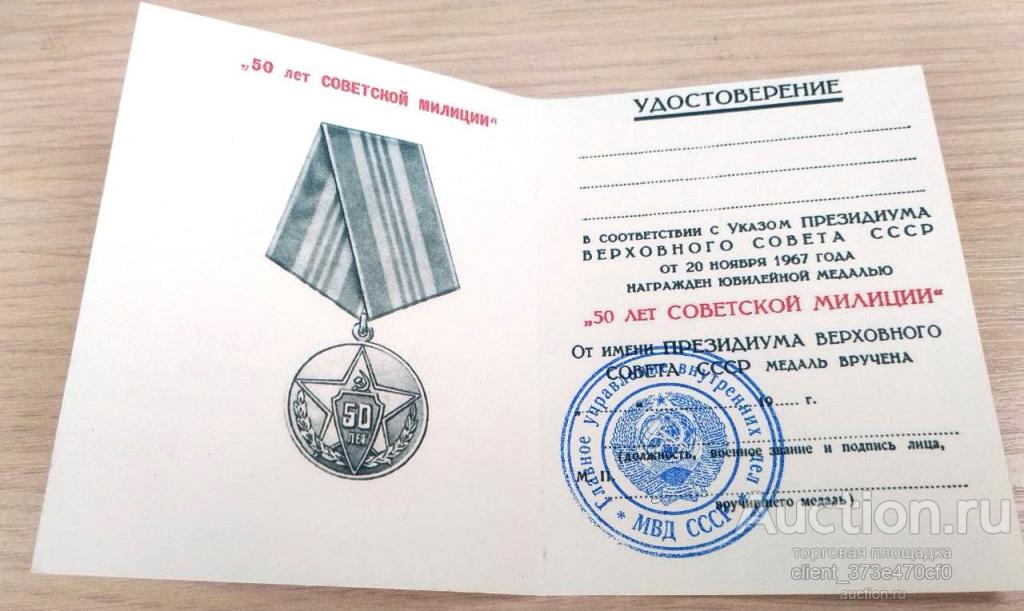 „50 лет СОВЕТСКОЙ МИЛИЦИИ“
50
ЛЕТ
УДОСТОВЕРЕНИЕ
В СООТВЕТСТВИИ С УКАЗОМ ПРЕЗИДИУМА
ВЕРХОВНОГО СОВЕТА СССР
ОТ 20 НОЯБРЯ 1967 ГОДА
НАГРАЖДЕН ЮБИЛЕЙНОЙ МЕДАЛЬЮ
„50 ЛЕТ СОВЕТСКОЙ МИЛИЦИИ“
ОТ ИМЕНИ ПРЕЗИДИУМА ВЕРХОВНОГО
СОВЕТА СССР МЕДАЛЬ ВРУЧЕНА
„ “ 19 г.
(должность, военное звание и подпись лица,
М. П.
вручившего медаль)
Главное управление внутренних дел
* МВД СССР *
Auction.ru
торговая площадка
client_373e470cf0
auction.ru